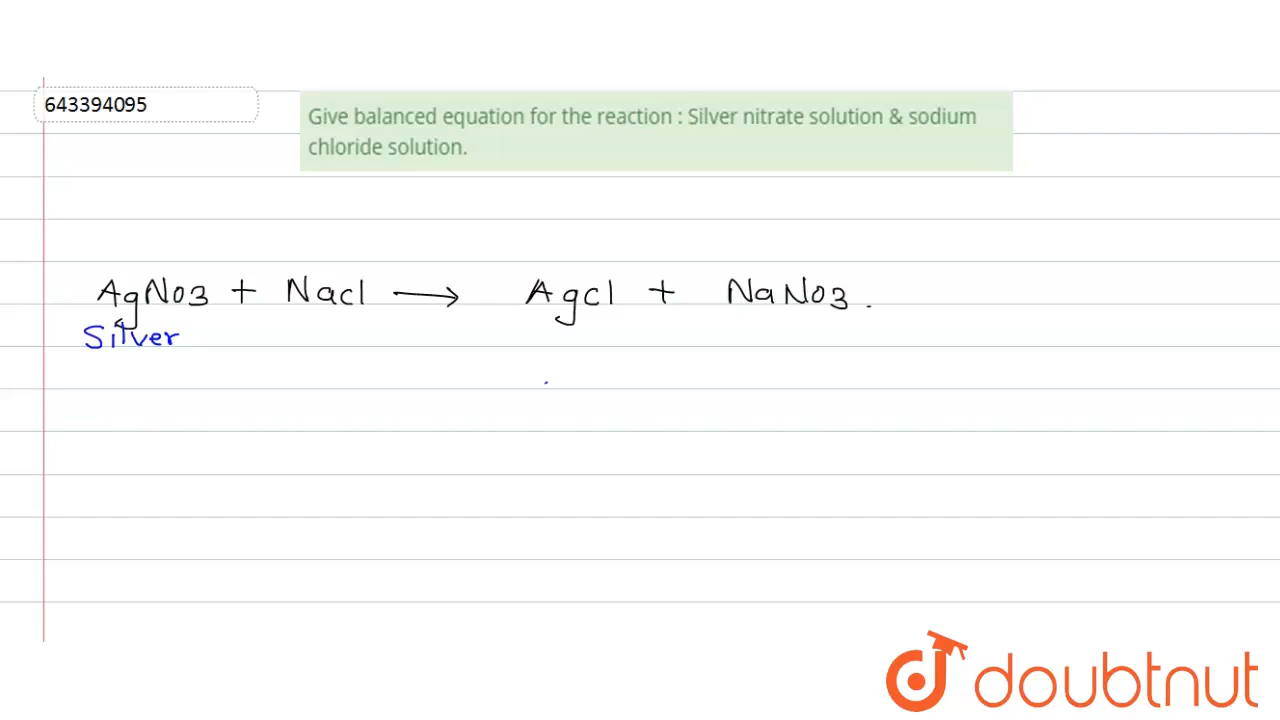 643394095
Give balanced equation for the reaction : Silver nitrate solution & sodium
chloride solution.
AgNo3 + Nacl ⟶ Agcl + NaNo3.
Silver
doubtnut